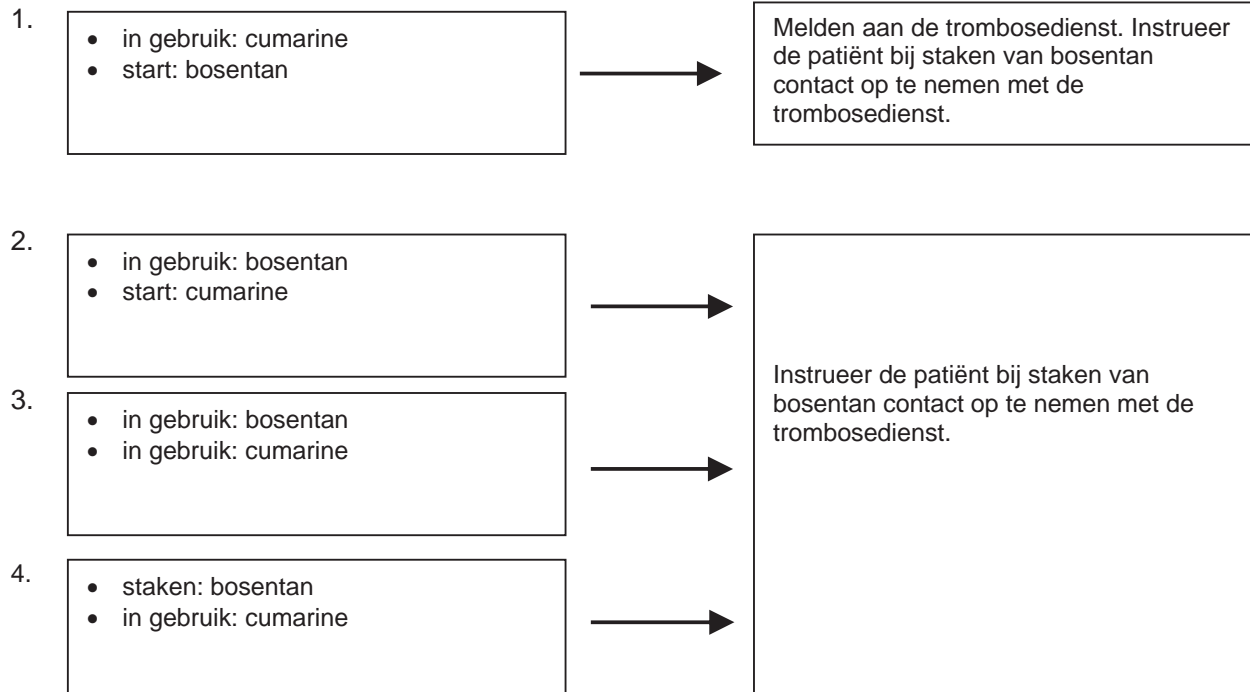 1.
• in gebruik: cumarine
• start: bosentan
Melden aan de trombosedienst. Instrueer
de patiënt bij staken van bosentan
contact op te nemen met de
trombosedienst.
2.
• in gebruik: bosentan
• start: cumarine
3.
• in gebruik: bosentan
• in gebruik: cumarine
4.
• staken: bosentan
• in gebruik: cumarine
Instrueer de patiënt bij staken van
bosentan contact op te nemen met de
trombosedienst.